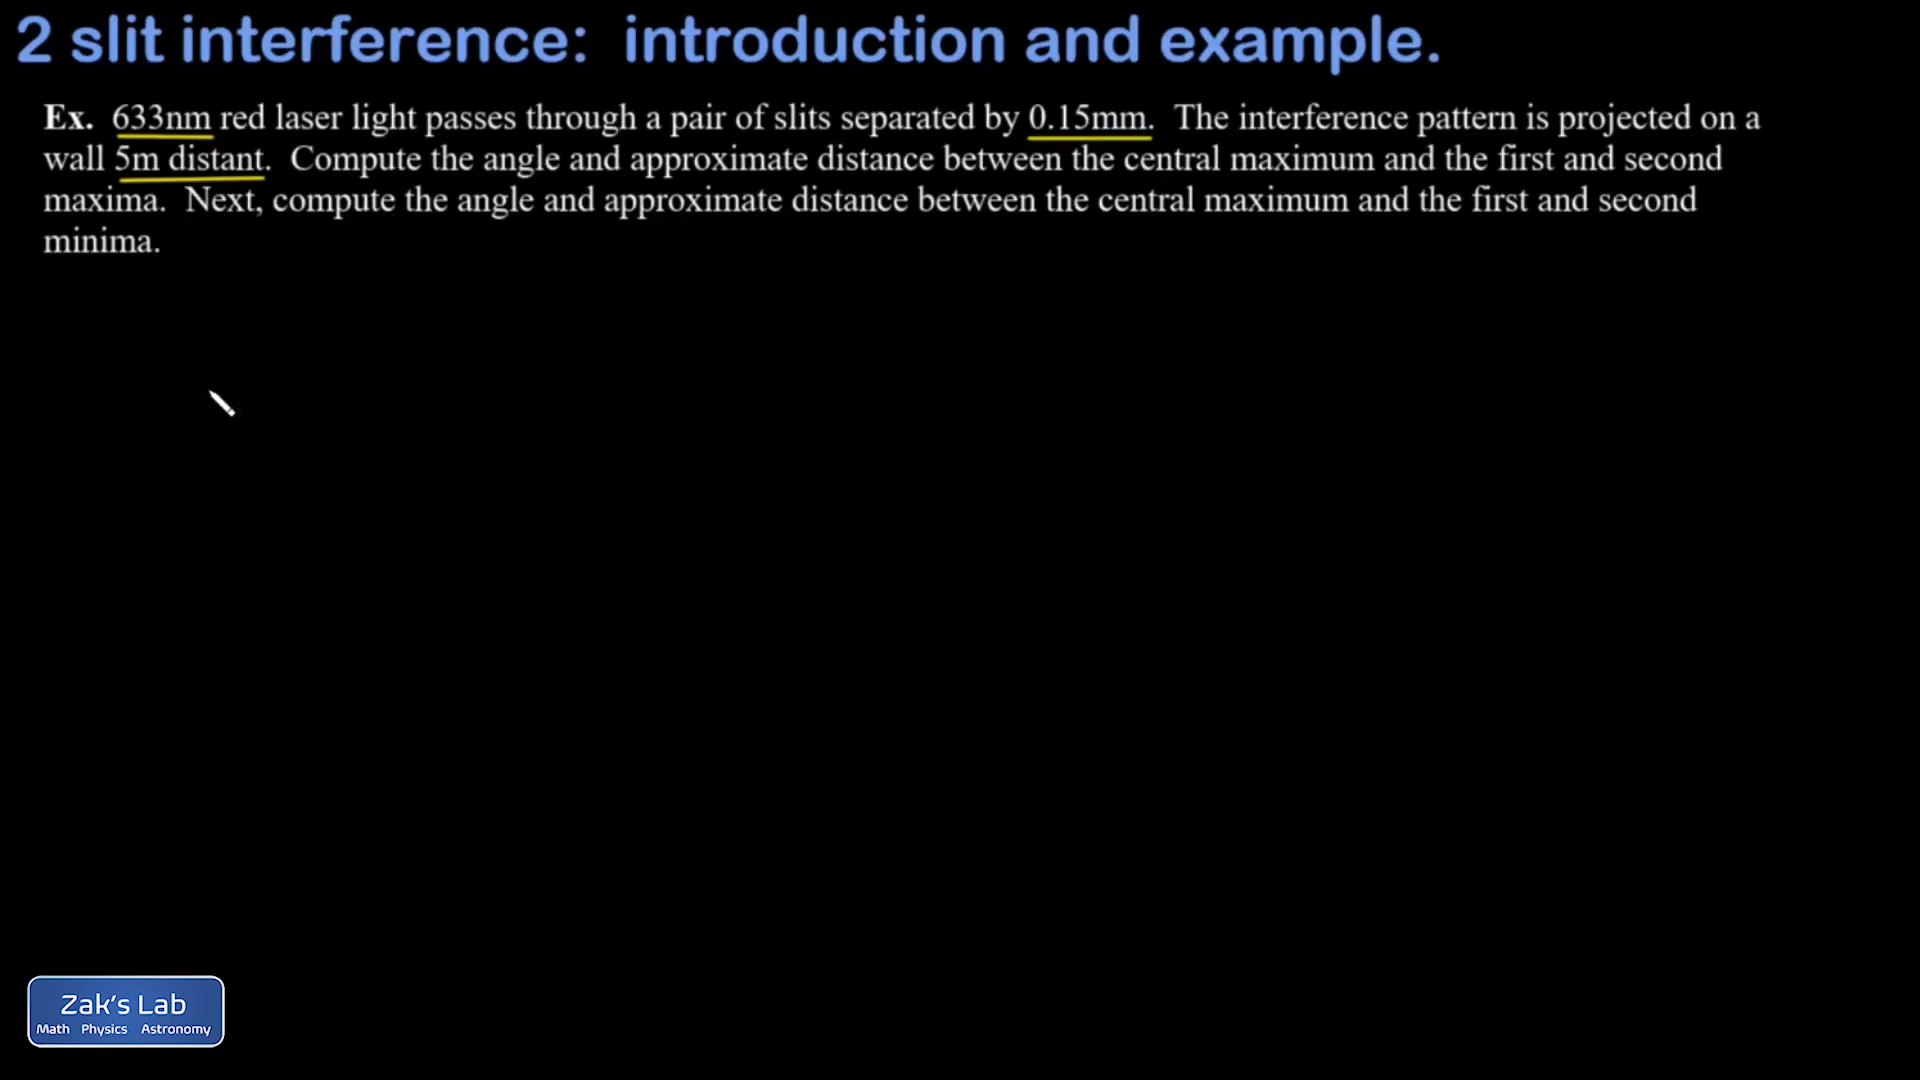 2 slit interference: introduction and example.
Ex. 633nm red laser light passes through a pair of slits separated by 0.15mm. The interference pattern is projected on a
wall 5m distant. Compute the angle and approximate distance between the central maximum and the first and second
maxima. Next, compute the angle and approximate distance between the central maximum and the first and second
minima.
Zak's Lab
Math Physics Astronomy